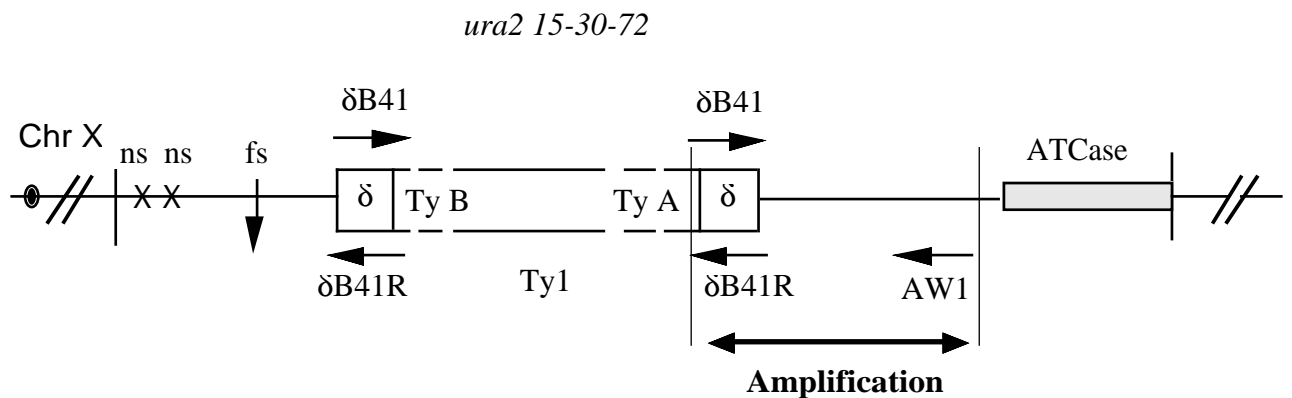 ura2 15-30-72
δB41 δB41
Chr X ns ns fs ATCase
X X δ Ty B Ty A δ
δB41R Ty1 δB41R AW1
Amplification